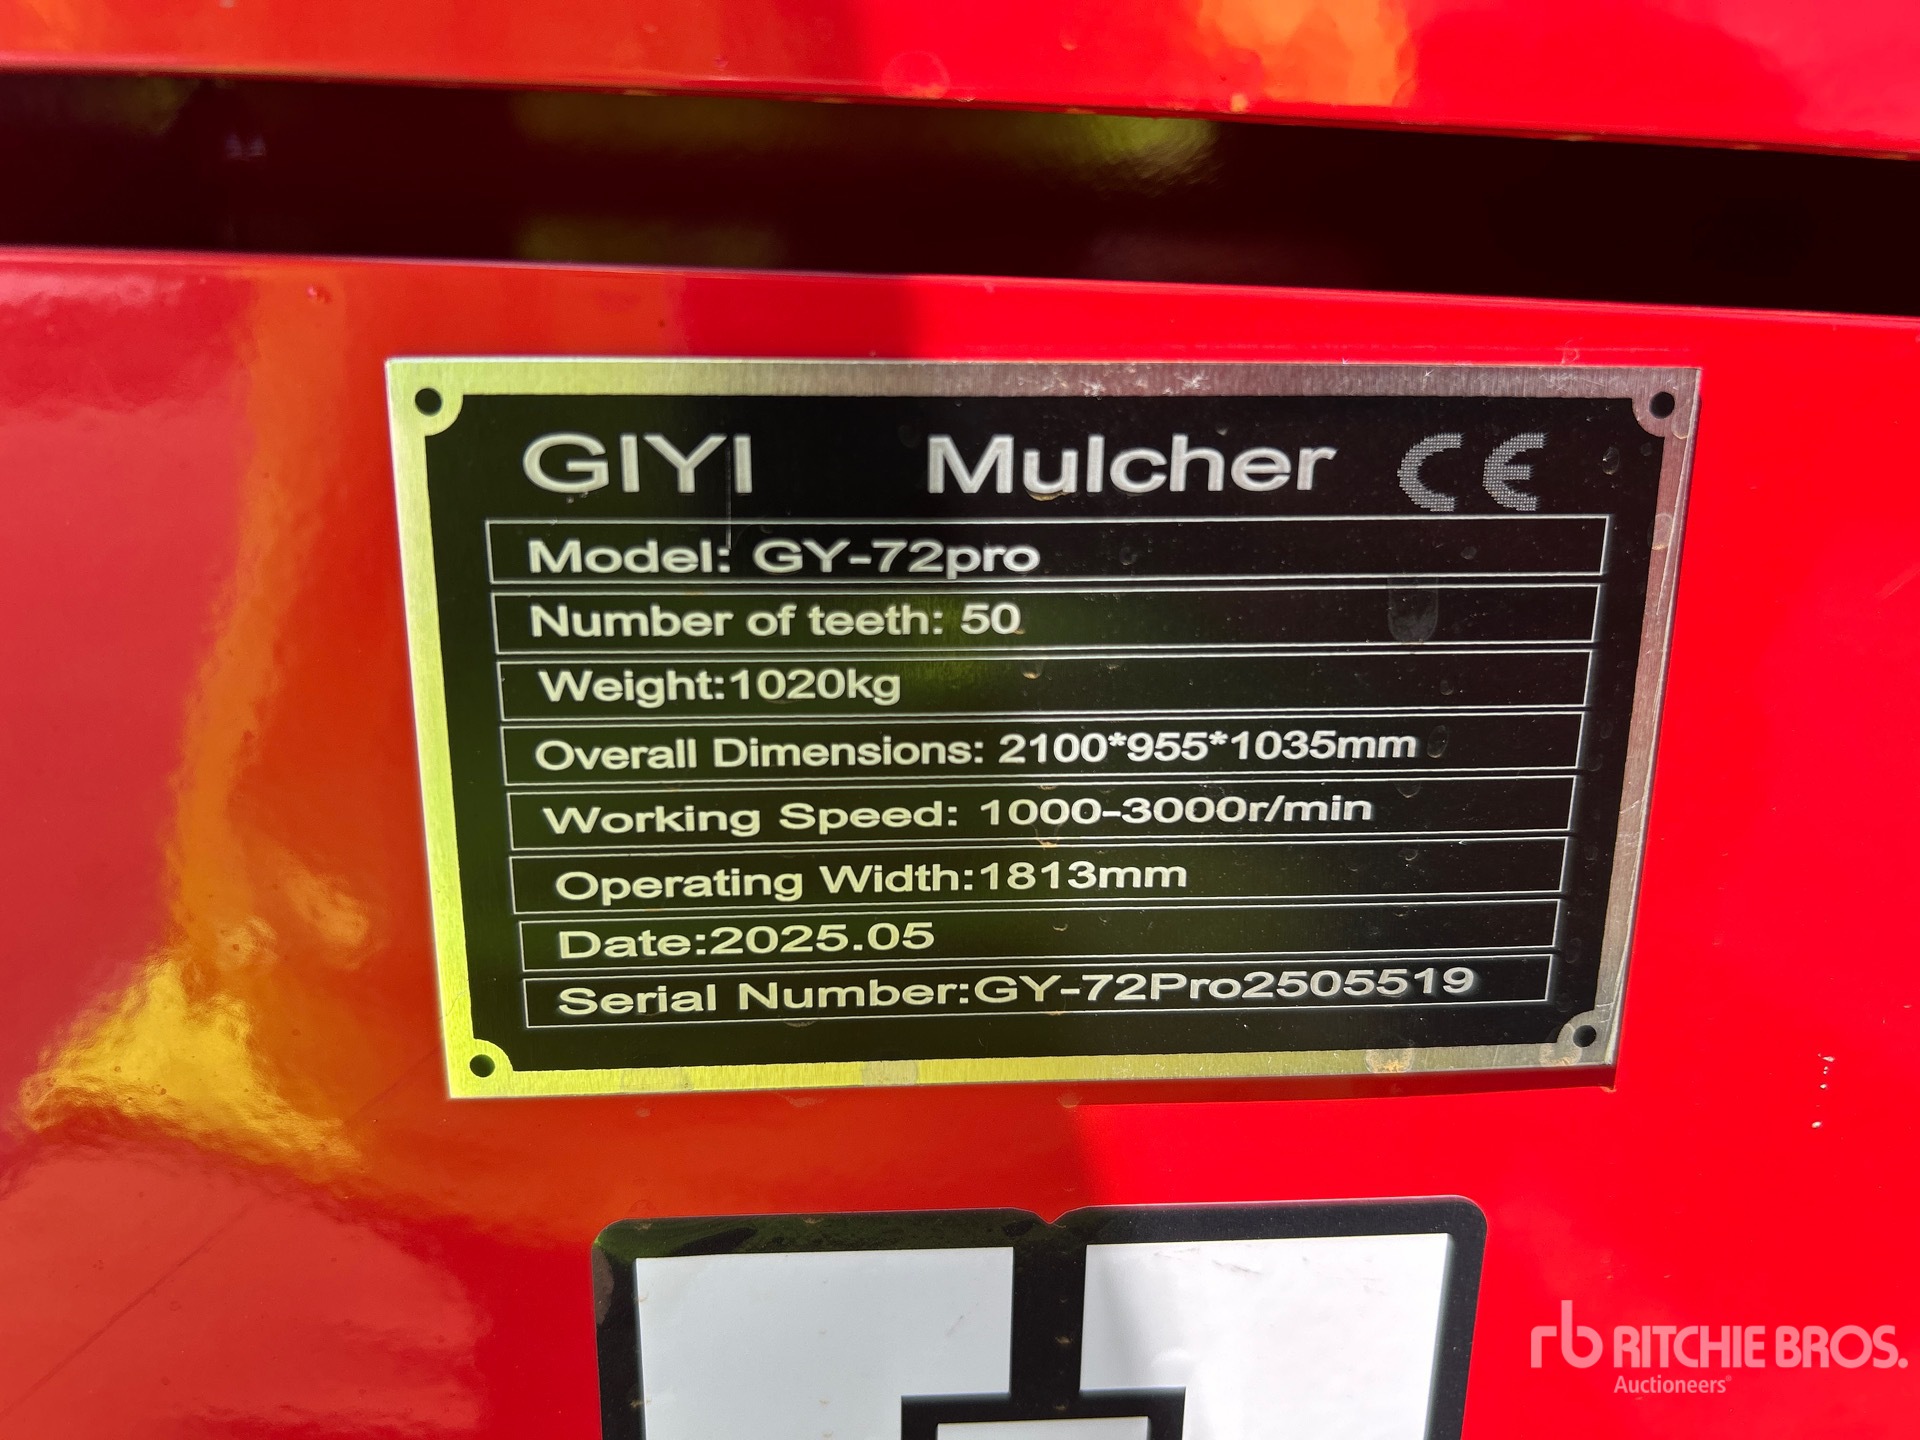 GIYI Mulcher CE
Model: GY-72pro
Number of teeth: 50
Weight:1020kg
Overall Dimensions: 2100*955*1035mm
Working Speed: 1000-3000r/min
Operating Width:1813mm
Date:2025.05
Serial Number:GY-72Pro2505519
rb RITCHIE BROS.
Auctioneers